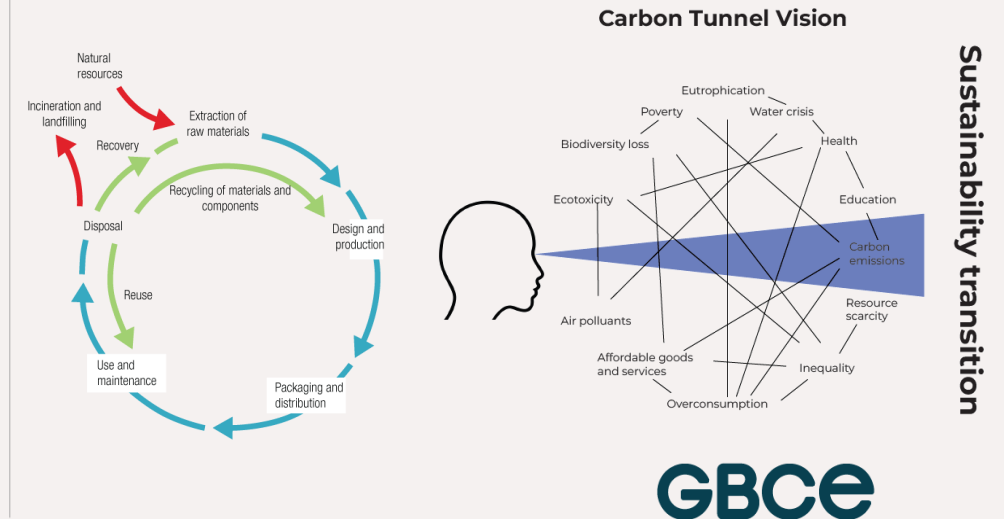 Carbon Tunnel Vision
Natural
resources
Incineration and
landfilling
Extraction of
raw materials
Recovery
Recycling of materials and
components
Disposal
Design and
production
Reuse
Use and
maintenance
Packaging and
distribution
Eutrophication
Poverty
Water crisis
Biodiversity loss
Health
Ecotoxicity
Education
Carbon
emissions
Resource
scarcity
Air polluants
Affordable goods
and services
Inequality
Overconsumption
Sustainability transition
GBCe